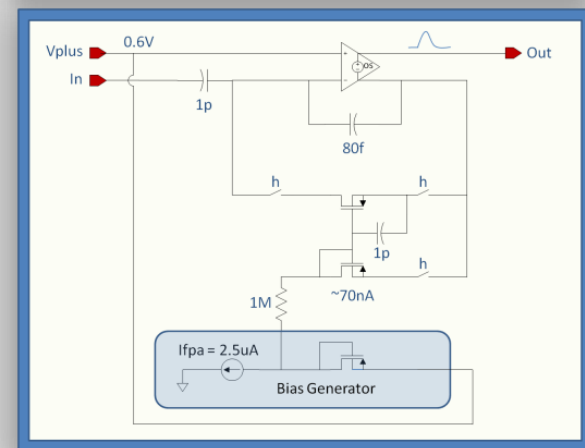 Vplus
0.6V
Out
In
+
-
os
1p
80f
h
h
1p
h
1M
~70nA
Ifpa = 2.5uA
Bias Generator